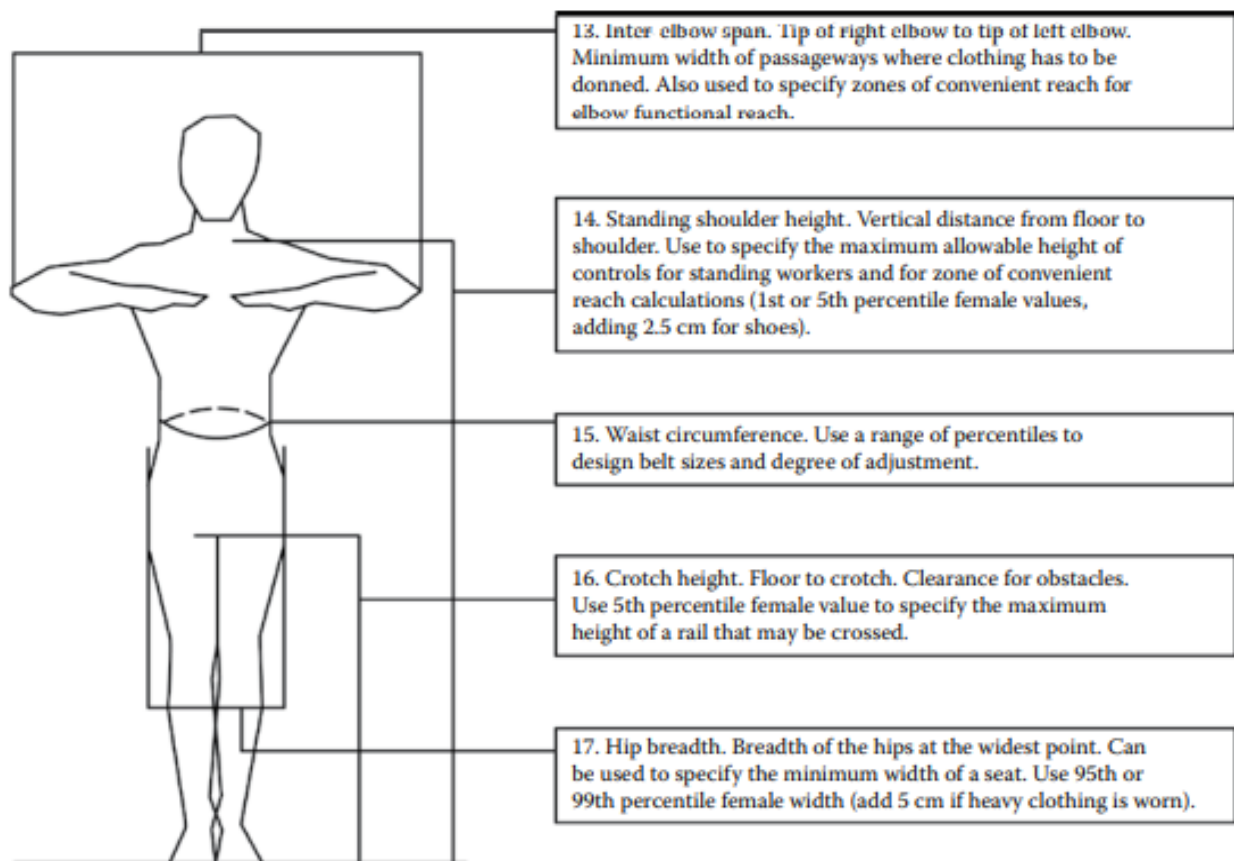 13. Inter elbow span. Tip of right elbow to tip of left elbow.
Minimum width of passageways where clothing has to be
donned. Also used to specify zones of convenient reach for
elbow functional reach.
14. Standing shoulder height. Vertical distance from floor to
shoulder. Use to specify the maximum allowable height of
controls for standing workers and for zone of convenient
reach calculations (1st or 5th percentile female values,
adding 2.5 cm for shoes).
15. Waist circumference. Use a range of percentiles to
design belt sizes and degree of adjustment.
16. Crotch height. Floor to crotch. Clearance for obstacles.
Use 5th percentile female value to specify the maximum
height of a rail that may be crossed.
17. Hip breadth. Breadth of the hips at the widest point. Can
be used to specify the minimum width of a seat. Use 95th or
99th percentile female width (add 5 cm if heavy clothing is worn).